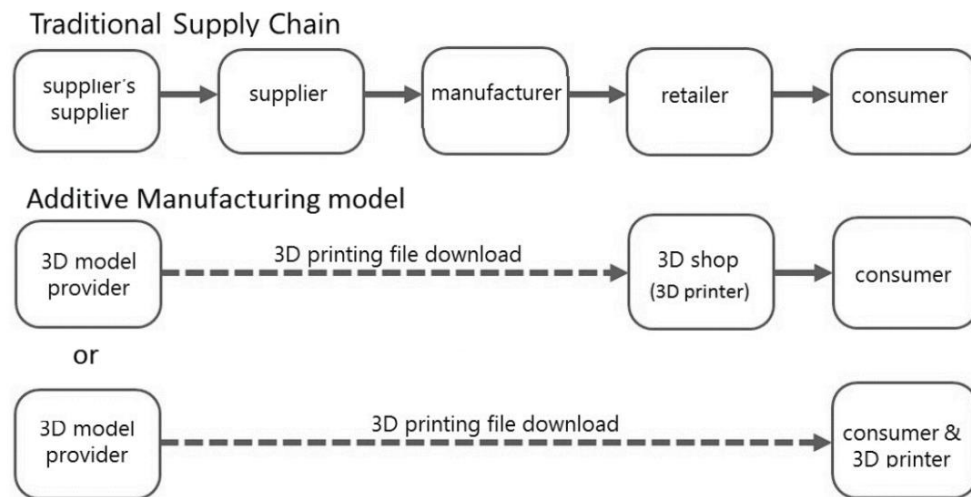 Traditional Supply Chain
supplier´s
supplier
supplier
manufacturer
retailer
consumer
Additive Manufacturing model
3D model
provider
3D printing file download
3D shop
(3D printer)
consumer
or
3D model
provider
3D printing file download
consumer &
3D printer